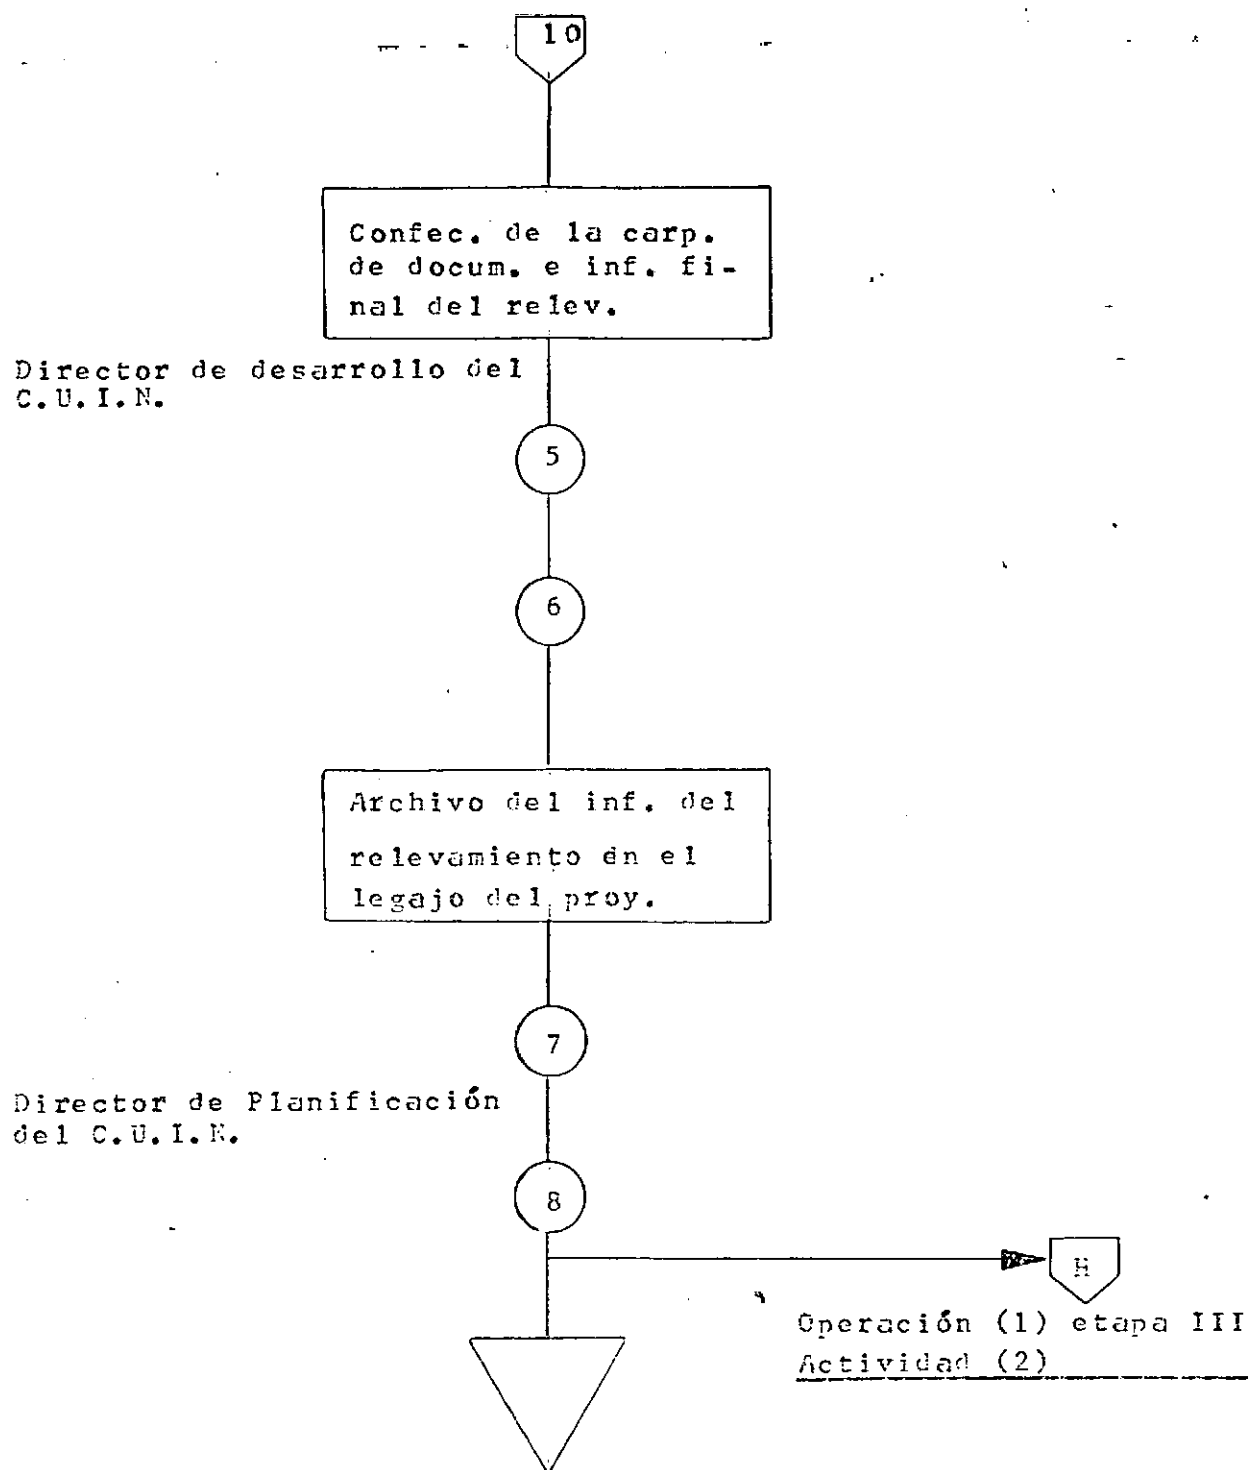 10
Confec. de la carp.
de docum. e inf. fi-
nal del relev.
Director de desarrollo del
C.U.I.N.
5
6
Archivo del inf. del
relevamiento en el
legajo del proy.
7
Director de Planificación
del C.U.I.N.
8
H
Operación (1) etapa III
Actividad (2)